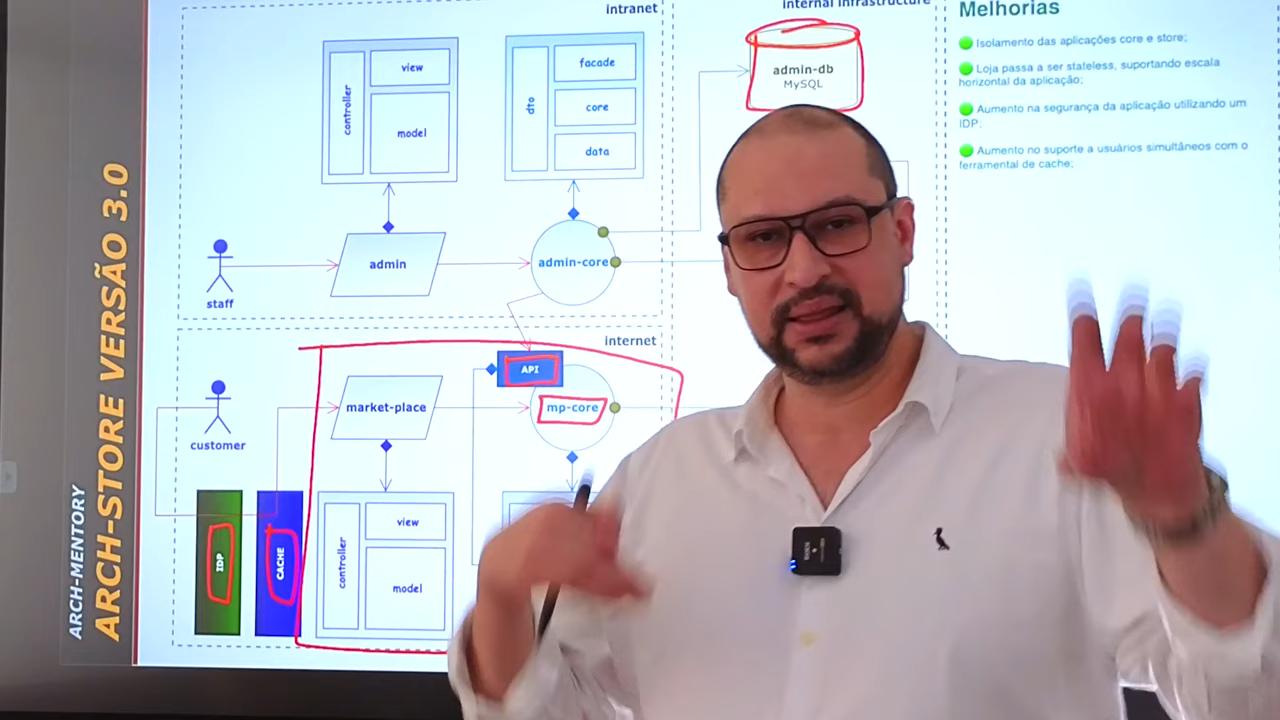 ARCH-MENTORY
ARCH-STORE VERSÃO 3.0
intranet
internal infrastructure
controller
view
model
dto
facade
core
data
admin-db
MySQL
staff
admin
admin-core
internet
API
customer
market-place
mp-core
IDP
CACHE
controller
view
model
Melhorias
Isolamento das aplicações core e store;
Loja passa a ser stateless, suportando escala
horizontal da aplicação;
Aumento na segurança da aplicação utilizando um
IDP;
Aumento no suporte a usuários simultâneos com o
ferramental de cache;